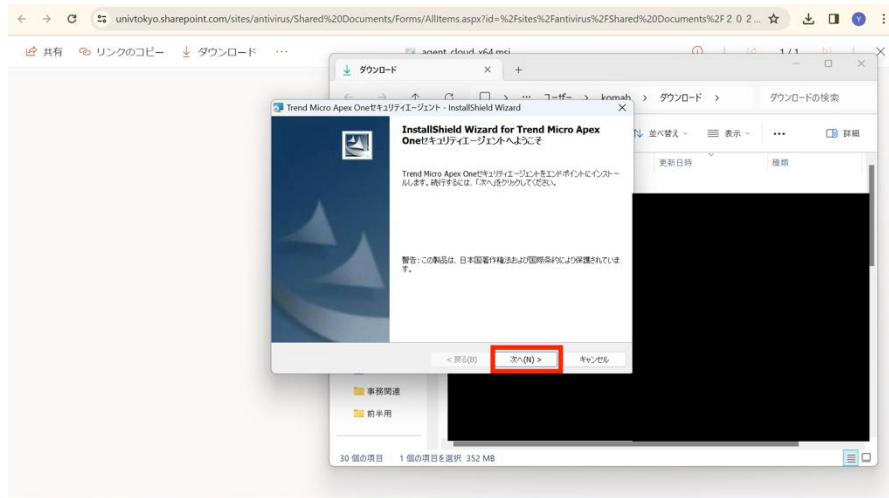 univtokyo.sharepoint.com/sites/antivirus/Shared%20Documents/Forms/AllItems.aspx?id=%2Fsites%2Fantivirus%2FShared%20Documents%2F2 0 2...
共有 リンクのコピー ダウンロード ...
agent_cloud_x64.msi
1 / 1
ダウンロード
ユーザー > komab > ダウンロード >
ダウンロードの検索
Trend Micro Apex Oneセキュリティエージェント - InstallShield Wizard
並べ替え 表示 ... 詳細
更新日時 種類
InstallShield Wizard for Trend Micro Apex
Oneセキュリティエージェントへようこそ
Trend Micro Apex Oneセキュリティエージェントをエンドポイントにインストー
ルします。続行するには、「次へ」をクリックしてください。
警告: この製品は、日本国著作権法および国際条約により保護されていま
す。
< 戻る(B) 次へ(N) > キャンセル
事務関連
前半用
30 個の項目 1 個の項目を選択 352 MB